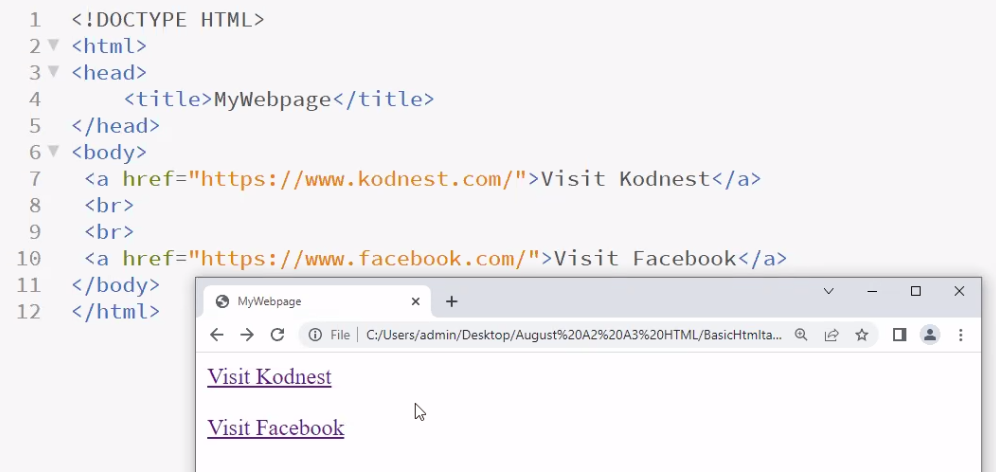 1 <!DOCTYPE HTML>
2 <html>
3 <head>
4     <title>MyWebpage</title>
5 </head>
6 <body>
7  <a href="https://www.kodnest.com/">Visit Kodnest</a>
8  <br>
9  <br>
10  <a href="https://www.facebook.com/">Visit Facebook</a>
11 </body>
12 </html>
MyWebpage
File | C:/Users/admin/Desktop/August%20A2%20A3%20HTML/BasicHtmlta...
Visit Kodnest
Visit Facebook